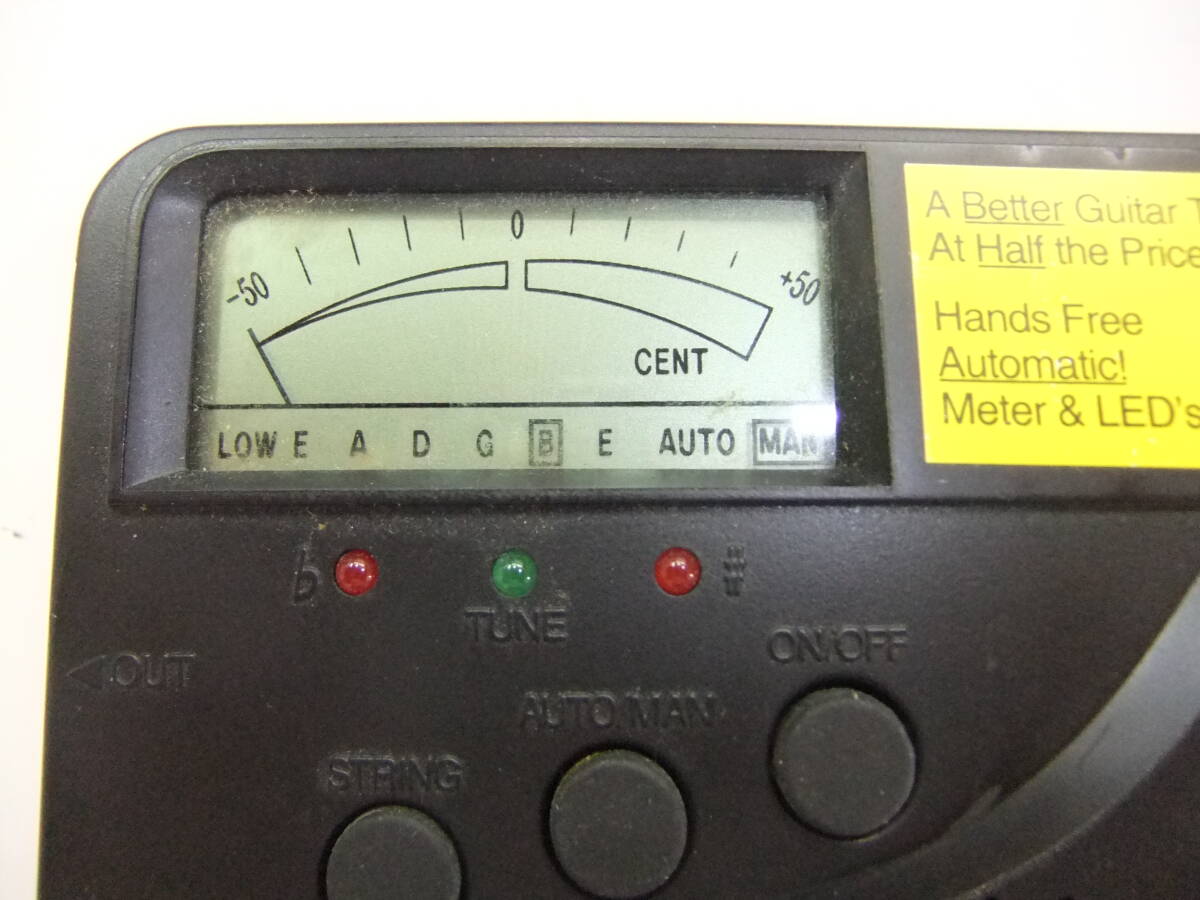 -50 0 +50
CENT
LOW E A D G B E AUTO MAN
A Better Guitar
At Half the Price
Hands Free
Automatic!
Meter & LED's
♭ #
TUNE
OUT
ON/OFF
AUTO/MAN
STRING